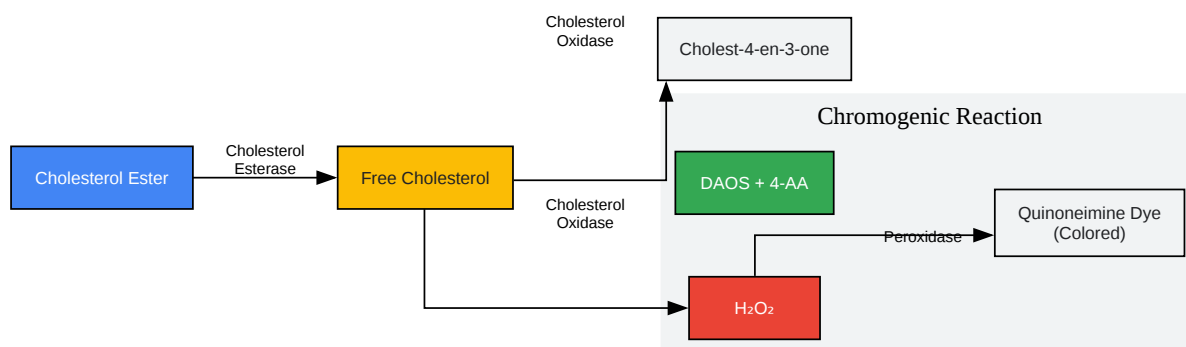 Cholesterol
Oxidase
Cholest-4-en-3-one
Chromogenic Reaction
Cholesterol Ester
Cholesterol
Esterase
Free Cholesterol
DAOS + 4-AA
Cholesterol
Oxidase
Quinoneimine Dye
(Colored)
Peroxidase
H₂O₂